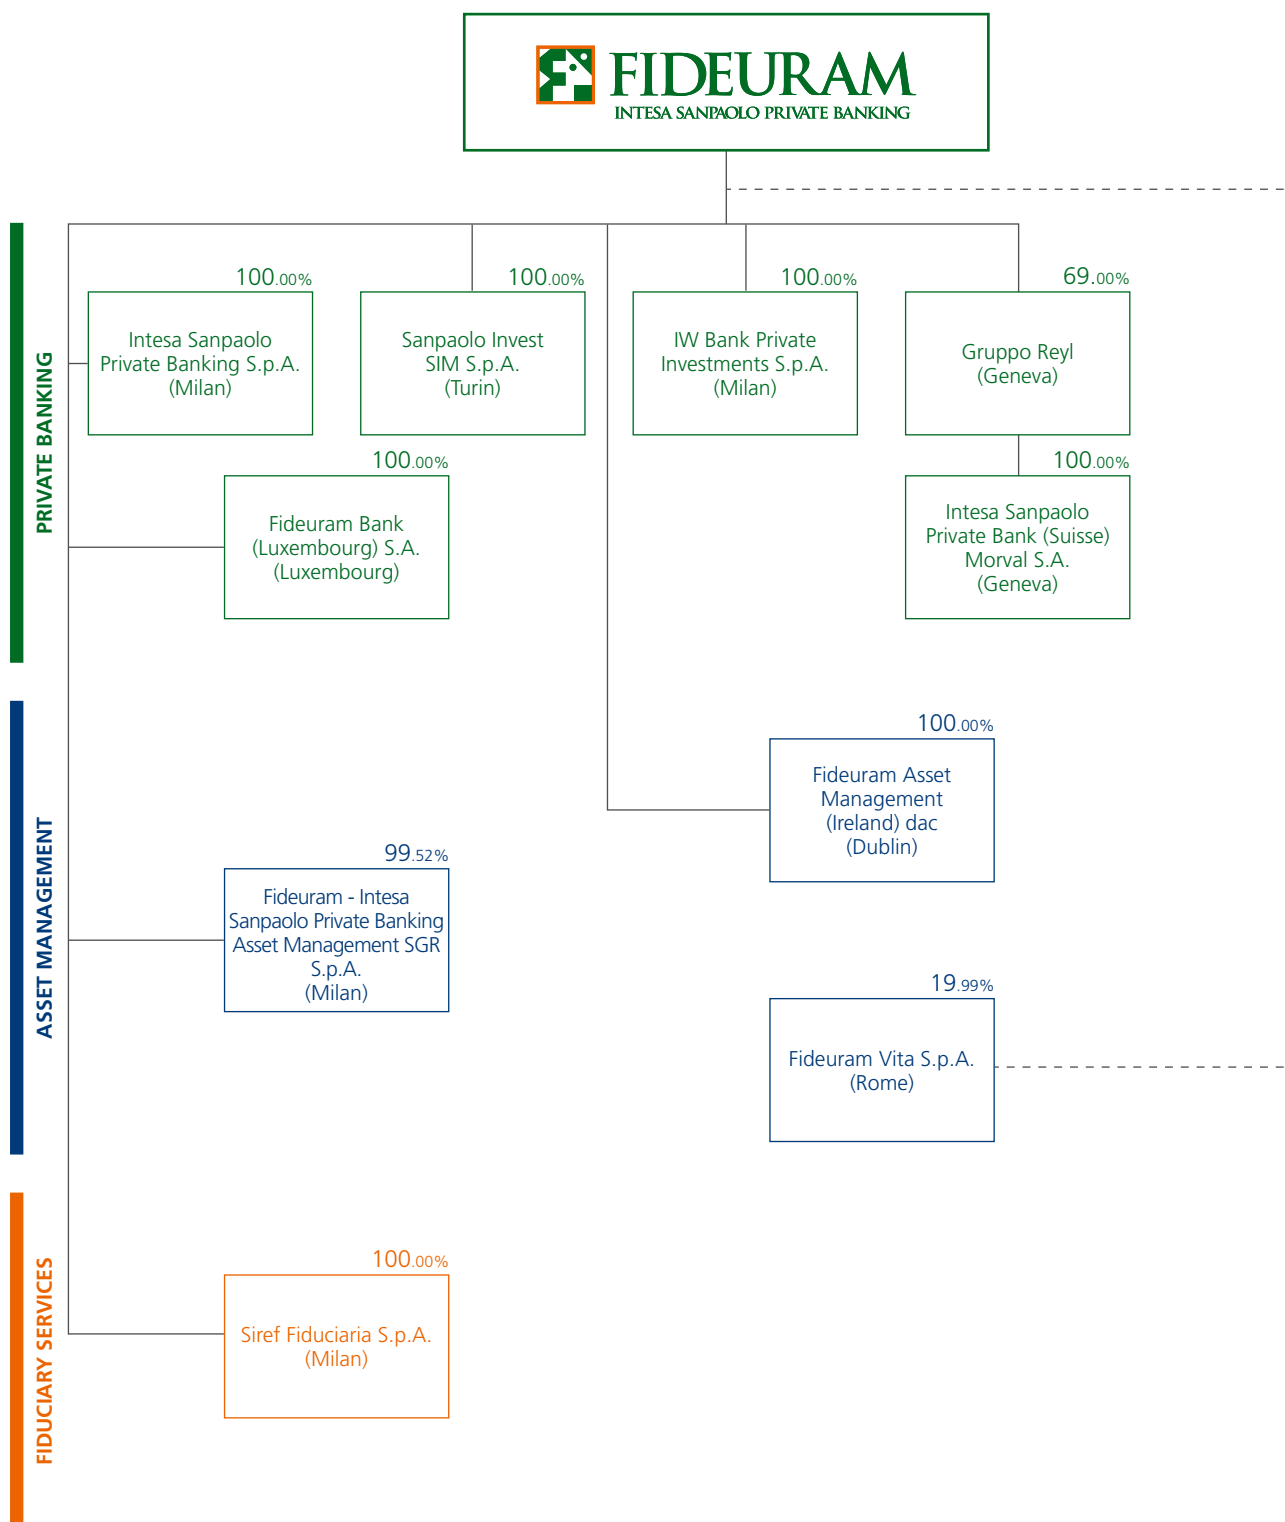 FIDEURAM
INTESA SANPAOLO PRIVATE BANKING
PRIVATE BANKING
100.00%
Intesa Sanpaolo
Private Banking S.p.A.
(Milan)
100.00%
Sanpaolo Invest
SIM S.p.A.
(Turin)
100.00%
IW Bank Private
Investments S.p.A.
(Milan)
69.00%
Gruppo Reyl
(Geneva)
100.00%
Fideuram Bank
(Luxembourg) S.A.
(Luxembourg)
100.00%
Intesa Sanpaolo
Private Bank (Suisse)
Morval S.A.
(Geneva)
ASSET MANAGEMENT
100.00%
Fideuram Asset
Management
(Ireland) dac
(Dublin)
99.52%
Fideuram - Intesa
Sanpaolo Private Banking
Asset Management SGR
S.p.A.
(Milan)
19.99%
Fideuram Vita S.p.A.
(Rome)
FIDUCIARY SERVICES
100.00%
Siref Fiduciaria S.p.A.
(Milan)